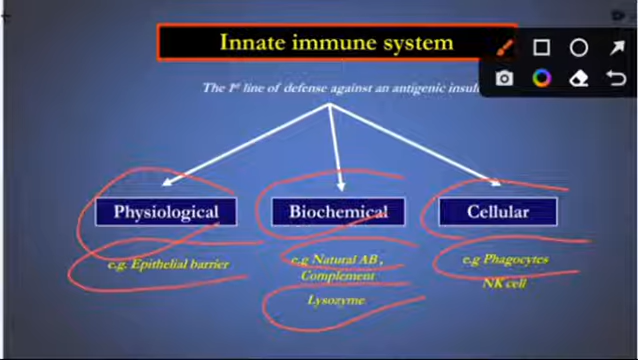 Innate immune system
The 1st line of defense against an antigenic insult
Physiological
Biochemical
Cellular
e.g. Epithelial barrier
e.g Natural AB ,
Complement
Lysozyme
e.g Phagocytes
NK cell